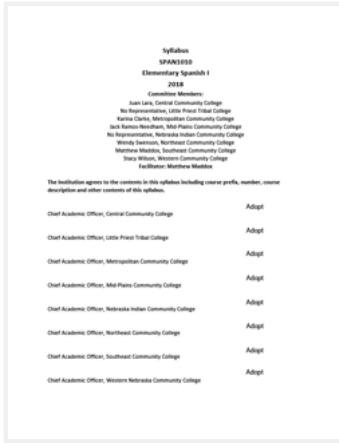 Syllabus
SPAN1010
Elementary Spanish I
2018
Committee Members:
Juan Lara, Central Community College
No Representative, Little Priest Tribal College
Karina Clarke, Metropolitan Community College
Jack Ramos-Needham, Mid-Plains Community College
No Representative, Nebraska Indian Community College
Wendy Swenson, Northeast Community College
Matthew Maddox, Southeast Community College
Stacy Wilson, Western Community College
Facilitator: Matthew Maddox
The Institution agrees to the contents in this syllabus including course prefix, number, course
description and other contents of this syllabus.
Adopt
Chief Academic Officer, Central Community College
Adopt
Chief Academic Officer, Little Priest Tribal College
Adopt
Chief Academic Officer, Metropolitan Community College
Adopt
Chief Academic Officer, Mid-Plains Community College
Adopt
Chief Academic Officer, Nebraska Indian Community College
Adopt
Chief Academic Officer, Northeast Community College
Adopt
Chief Academic Officer, Southeast Community College
Adopt
Chief Academic Officer, Western Nebraska Community College